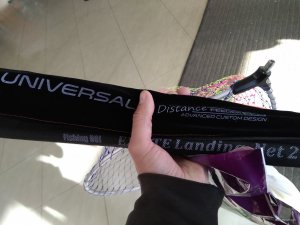 UNIVERSAL
Distance
ADVANCED CUSTOM DESIGN
Fishing
Landing Net 2